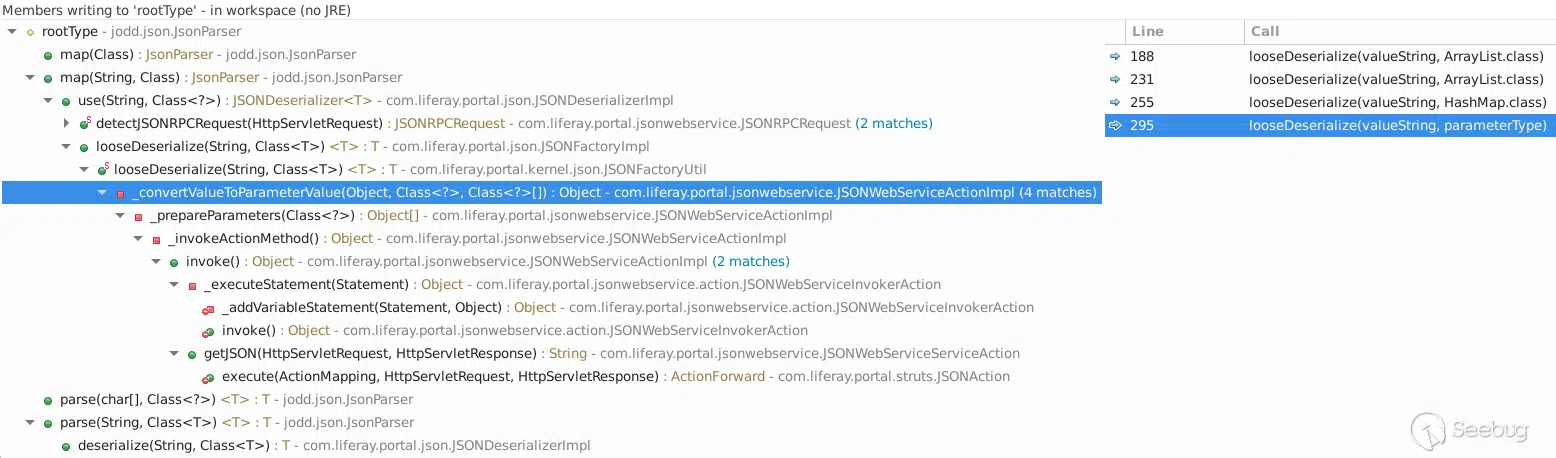 Members writing to 'rootType' - in workspace (no JRE)
rootType - jodd.json.JsonParser
map(Class) : JsonParser - jodd.json.JsonParser
map(String, Class) : JsonParser - jodd.json.JsonParser
use(String, Class<?>) : JSONDeserializer<T> - com.liferay.portal.json.JSONDeserializerImpl
detectJSONRPCRequest(HttpServletRequest) : JSONRPCRequest - com.liferay.portal.jsonwebservice.JSONRPCRequest (2 matches)
looseDeserialize(String, Class<T>) <T> : T - com.liferay.portal.json.JSONFactoryImpl
looseDeserialize(String, Class<T>) <T> : T - com.liferay.portal.kernel.json.JSONFactoryUtil
_convertValueToParameterValue(Object, Class<?>, Class<?>[]) : Object - com.liferay.portal.jsonwebservice.JSONWebServiceActionImpl (4 matches)
_prepareParameters(Class<?>) : Object[] - com.liferay.portal.jsonwebservice.JSONWebServiceActionImpl
_invokeActionMethod() : Object - com.liferay.portal.jsonwebservice.JSONWebServiceActionImpl
invoke() : Object - com.liferay.portal.jsonwebservice.JSONWebServiceActionImpl (2 matches)
_executeStatement(Statement) : Object - com.liferay.portal.jsonwebservice.action.JSONWebServiceInvokerAction
_addVariableStatement(Statement, Object) : Object - com.liferay.portal.jsonwebservice.action.JSONWebServiceInvokerAction
invoke() : Object - com.liferay.portal.jsonwebservice.action.JSONWebServiceInvokerAction
getJSON(HttpServletRequest, HttpServletResponse) : String - com.liferay.portal.jsonwebservice.JSONWebServiceServiceAction
execute(ActionMapping, HttpServletRequest, HttpServletResponse) : ActionForward - com.liferay.portal.struts.JSONAction
parse(char[], Class<?>) <T> : T - jodd.json.JsonParser
parse(String, Class<T>) <T> : T - jodd.json.JsonParser
deserialize(String, Class<T>) : T - com.liferay.portal.json.JSONDeserializerImpl
Line Call
188 looseDeserialize(valueString, ArrayList.class)
231 looseDeserialize(valueString, ArrayList.class)
255 looseDeserialize(valueString, HashMap.class)
295 looseDeserialize(valueString, parameterType)
Seebug